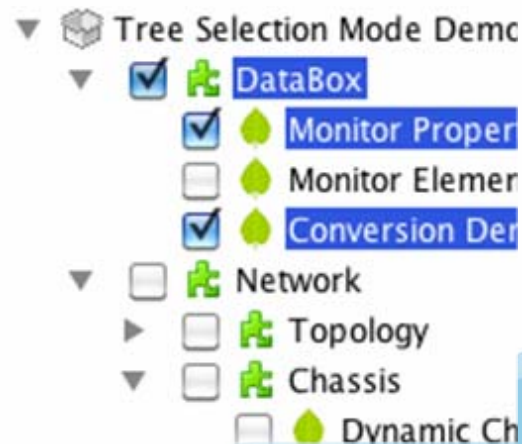 Tree Selection Mode Demo
DataBox
Monitor Proper
Monitor Elemer
Conversion Der
Network
Topology
Chassis
Dynamic Ch